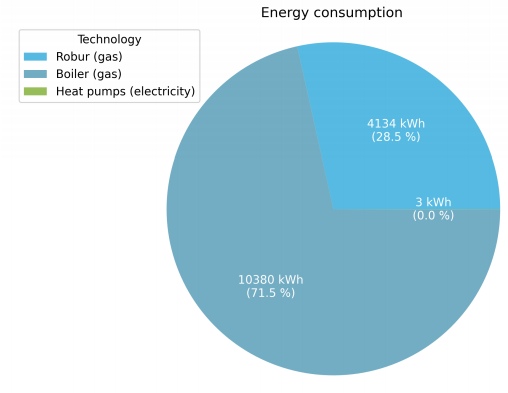 Energy consumption
Technology
Robur (gas)
Boiler (gas)
Heat pumps (electricity)
4134 kWh
(28.5 %)
3 kWh
(0.0 %)
10380 kWh
(71.5 %)